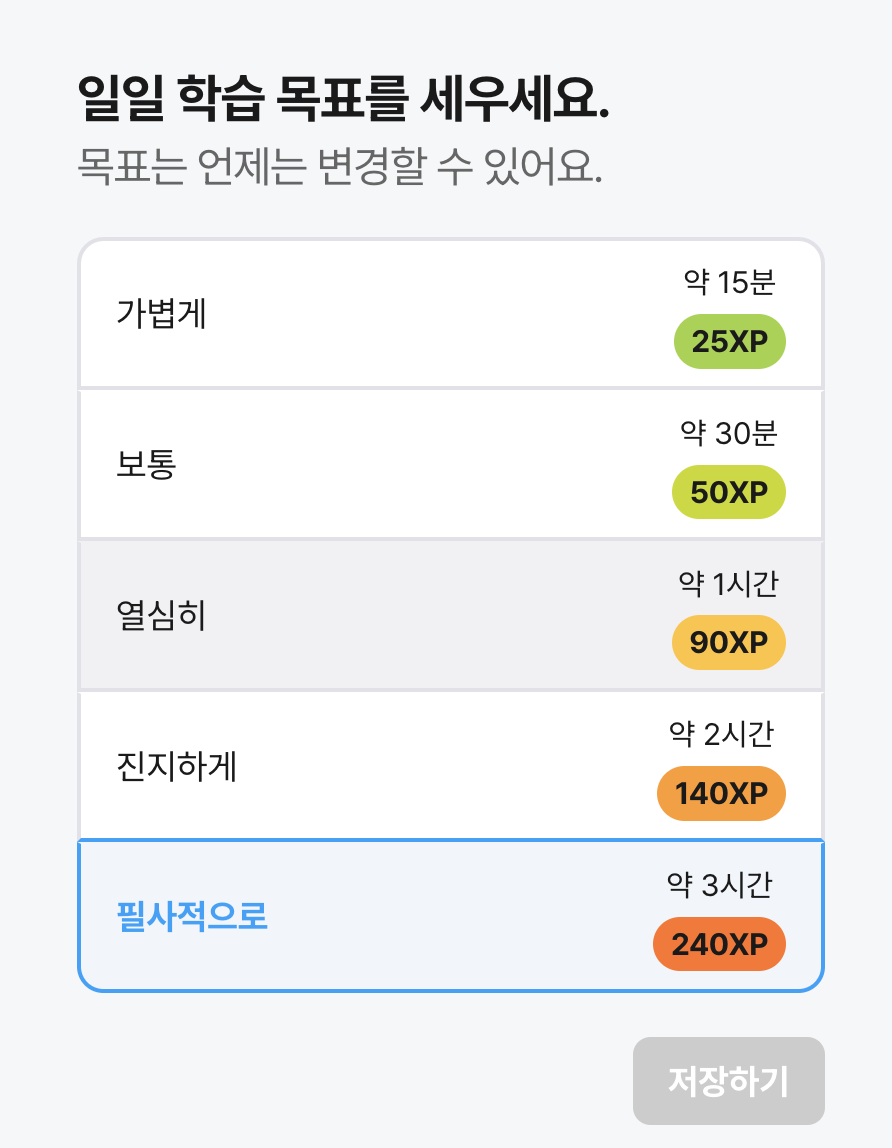 일일 학습 목표를 세우세요.
목표는 언제는 변경할 수 있어요.
가볍게
약 15분
25XP
보통
약 30분
50XP
열심히
약 1시간
90XP
진지하게
약 2시간
140XP
필사적으로
약 3시간
240XP
저장하기